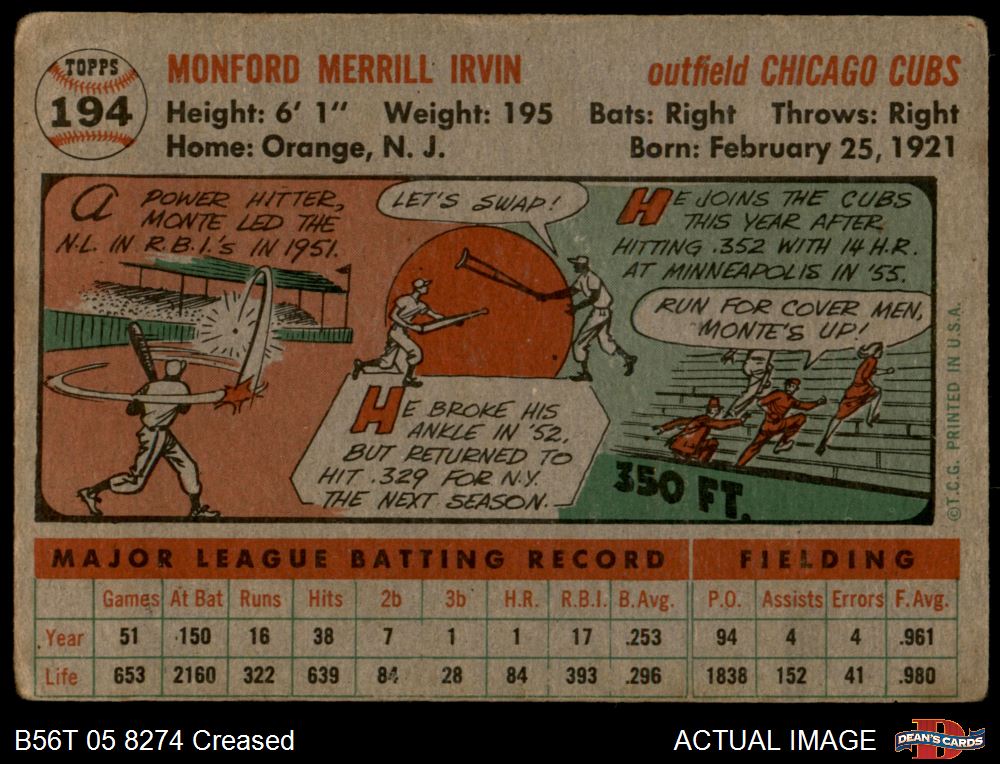 TOPPS
194
MONFORD MERRILL IRVIN outfield CHICAGO CUBS
Height: 6' 1" Weight: 195 Bats: Right Throws: Right
Home: Orange, N. J. Born: February 25, 1921
A POWER HITTER,
MONTE LED THE
N.L. IN R.B.I.'s IN 1951.
LET'S SWAP!
HE BROKE HIS
ANKLE IN '52,
BUT RETURNED TO
HIT .329 FOR N.Y.
THE NEXT SEASON.
HE JOINS THE CUBS
THIS YEAR AFTER
HITTING .352 WITH 14 H.R.
AT MINNEAPOLIS IN '55.
RUN FOR COVER MEN,
MONTE'S UP!
350 FT.
©T.C.G. PRINTED IN U.S.A.
MAJOR LEAGUE BATTING RECORD FIELDING
Games At Bat Runs Hits 2b 3b H.R. R.B.I. B.Avg. P.O. Assists Errors F.Avg.
Year 51 150 16 38 7 1 1 17 .253 94 4 4 .961
Life 653 2160 322 639 84 28 84 393 .296 1838 152 41 .980
B56T 05 8274 Creased ACTUAL IMAGE
D
DEAN'S CARDS